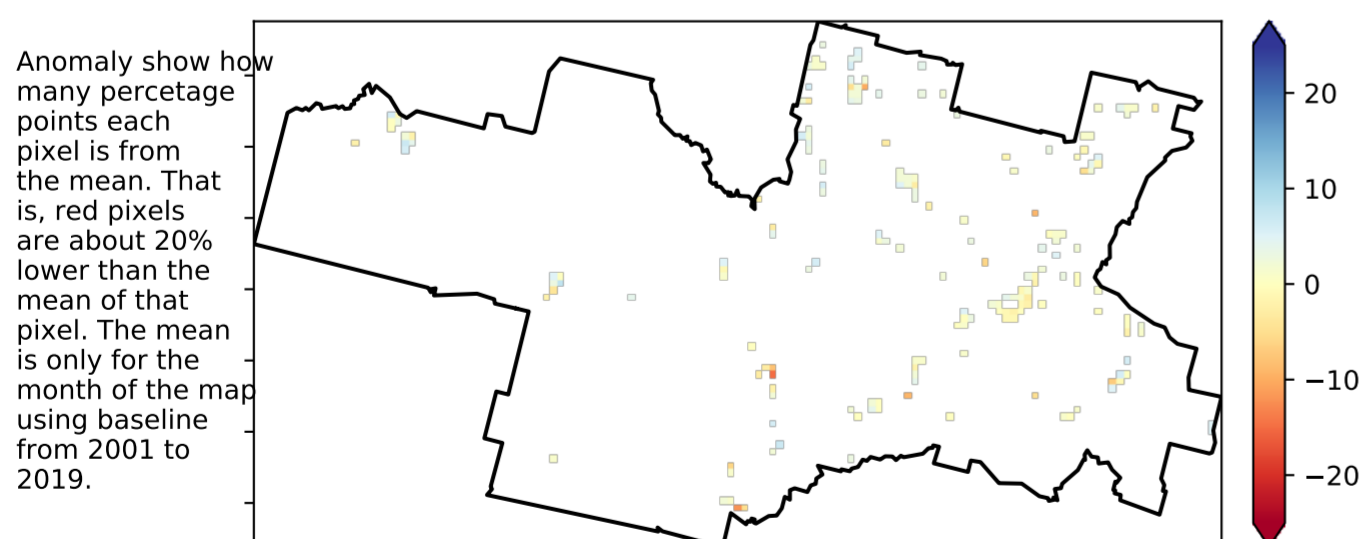 Anomaly show how
many percetage
points each
pixel is from
the mean. That
is, red pixels
are about 20%
lower than the
mean of that
pixel. The mean
is only for the
month of the map
using baseline
from 2001 to
2019.
20
10
0
−10
−20